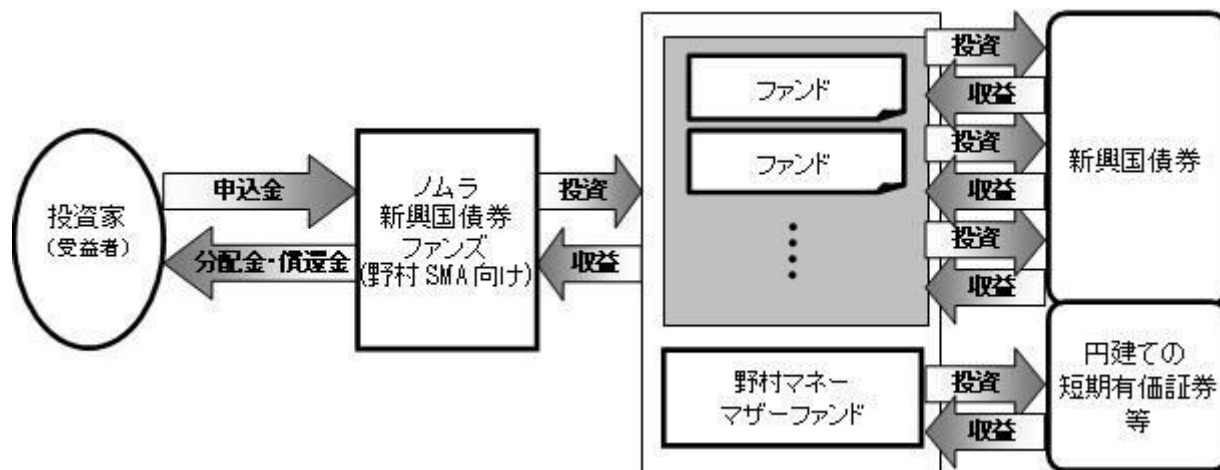 投資家
(受益者)
申込金
分配金・償還金
ノムラ
新興国債券
ファンズ
(野村 SMA 向け)
投資
収益
ファンド
ファンド
投資
収益
投資
収益
投資
収益
新興国債券
野村マネー
マザーファンド
投資
収益
円建ての
短期有価証券
等